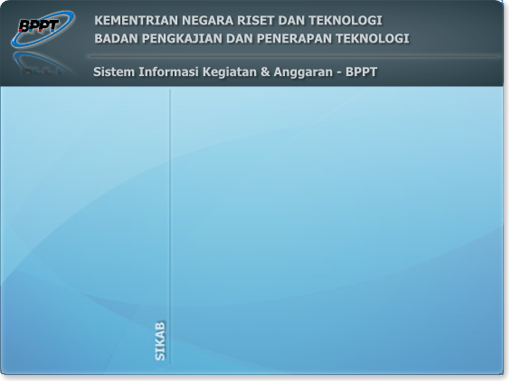 BPPT
KEMENTRIAN NEGARA RISET DAN TEKNOLOGI
BADAN PENGKAJIAN DAN PENERAPAN TEKNOLOGI
Sistem Informasi Kegiatan & Anggaran - BPPT
SIKAB